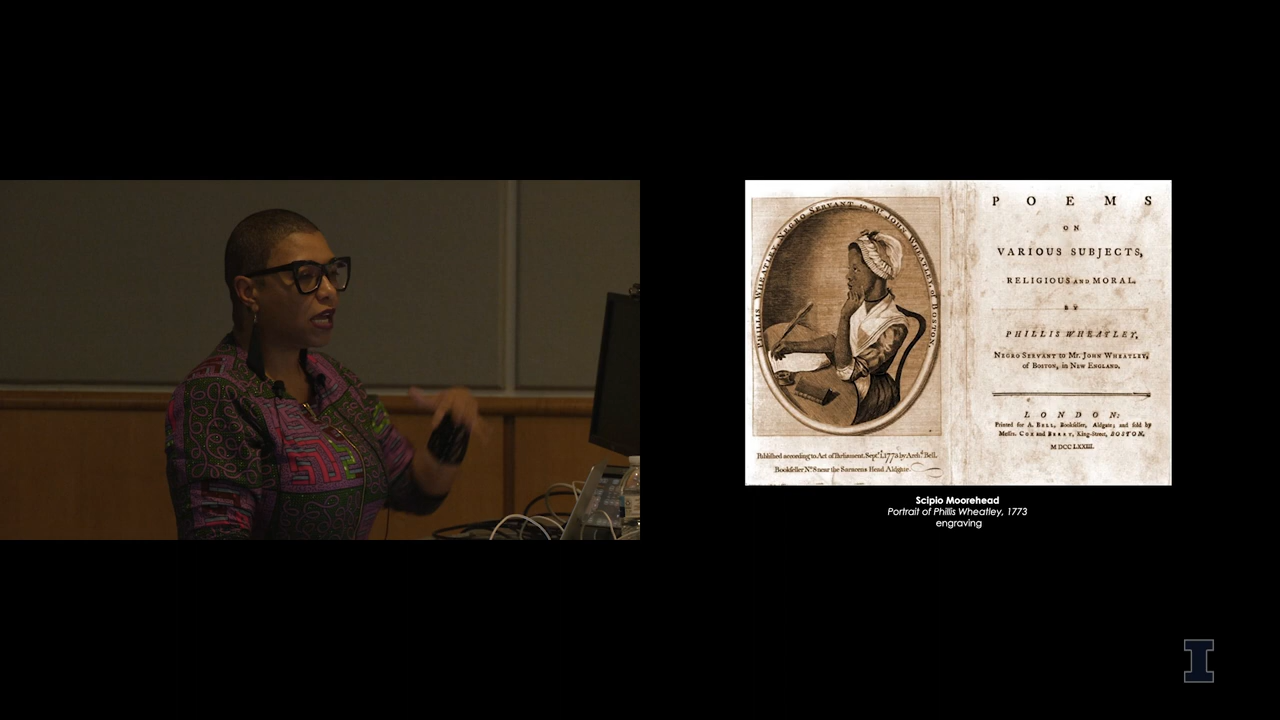 PHILLIS WHEATLEY, NEGRO SERVANT to Mr. JOHN WHEATLEY, of BOSTON.
Published according to Act of Parliament, Sept.r 1, 1773 by Arch.d Bell,
Bookseller N.o 8 near the Saracens Head Aldgate.
POEMS
ON
VARIOUS SUBJECTS,
RELIGIOUS AND MORAL.
BY
PHILLIS WHEATLEY,
NEGRO SERVANT to Mr. JOHN WHEATLEY,
of BOSTON, in NEW ENGLAND.
LONDON:
Printed for A. BELL, Bookseller, Aldgate; and sold by
Messrs. COX and BERRY, King-Street, BOSTON.
MDCCLXXIII.
Scipio Moorehead
Portrait of Phillis Wheatley, 1773
engraving
I